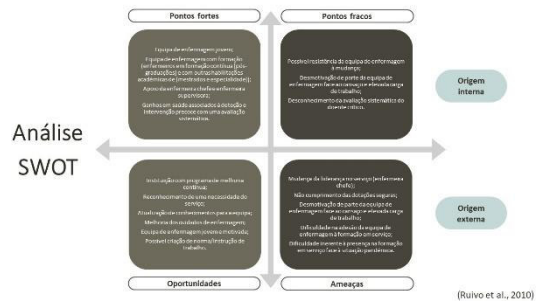 Pontos fortes
Pontos fracos
Equipa de enfermagem jovem;
Equipa de enfermagem com formação
(enfermeiros em formação contínua (pós-
graduações) e com outras habilitações
académicas de (mestrados e especialidade));
Apoio da enfermeira chefe e enfermeira
supervisora;
Ganhos em saúde associados à deteção e
intervenção precoce com uma avaliação
sistemática.
Possível resistência da equipa de enfermagem
à mudança;
Desmotivação de parte da equipa de
enfermagem face ao cansaço e elevada carga
de trabalho;
Desconhecimento da avaliação sistemática do
doente crítico.
Origem
interna
Análise
SWOT
Instituição com programa de melhoria
contínua;
Reconhecimento de uma necessidade do
serviço;
Atualização de conhecimentos para a equipa;
Melhoria dos cuidados de enfermagem;
Equipa de enfermagem jovem e motivada;
Possível criação de norma/instrução de
trabalho.
Mudança da liderança no serviço (enfermeira
chefe);
Não cumprimento das dotações seguras;
Desmotivação de parte da equipa de
enfermagem face ao cansaço e elevada carga
de trabalho;
Dificuldade na adesão da equipa de
enfermagem à formação em serviço;
Dificuldade inerente à presença na formação
em serviço face à situação pandémica.
Origem
externa
Oportunidades
Ameaças
(Ruivo et al., 2010)